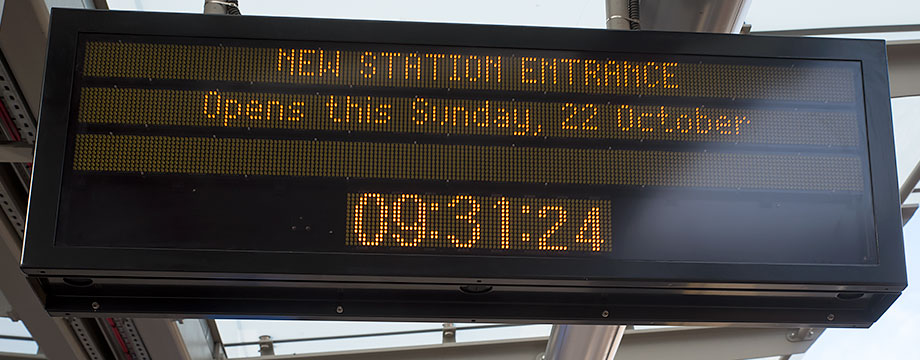 NEW STATION ENTRANCE
Opens this Sunday, 22 October
09:31:24